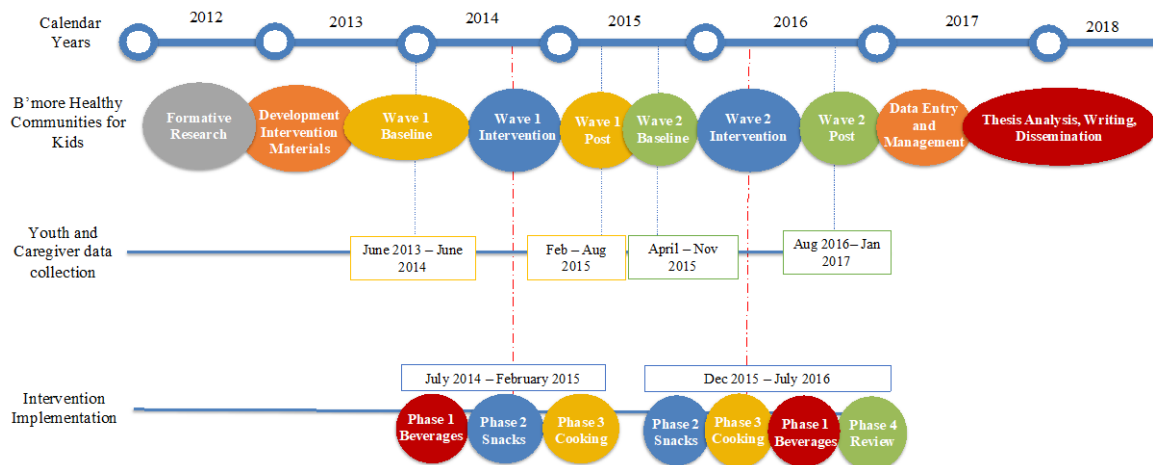 Calendar
Years
2012
2013
2014
2015
2016
2017
2018
B’more Healthy
Communities for
Kids
Formative
Research
Development
Intervention
Materials
Wave 1
Baseline
Wave 1
Intervention
Wave 1
Post
Wave 2
Baseline
Wave 2
Intervention
Wave 2
Post
Data Entry
and
Management
Thesis Analysis, Writing,
Dissemination
Youth and
Caregiver data
collection
June 2013 – June
2014
Feb – Aug
2015
April – Nov
2015
Aug 2016– Jan
2017
July 2014 – February 2015
Dec 2015 – July 2016
Intervention
Implementation
Phase 1
Beverages
Phase 2
Snacks
Phase 3
Cooking
Phase 2
Snacks
Phase 3
Cooking
Phase 1
Beverages
Phase 4
Review